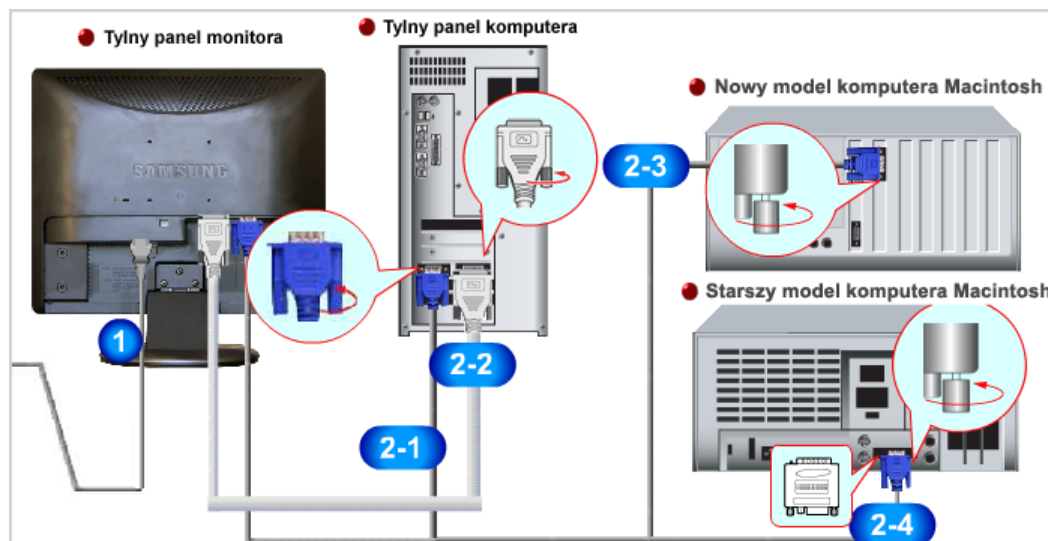 Tylny panel monitora
Tylny panel komputera
Nowy model komputera Macintosh
SAMSUNG
2-3
Starszy model komputera Macintosh
1
2-2
2-1
2-4